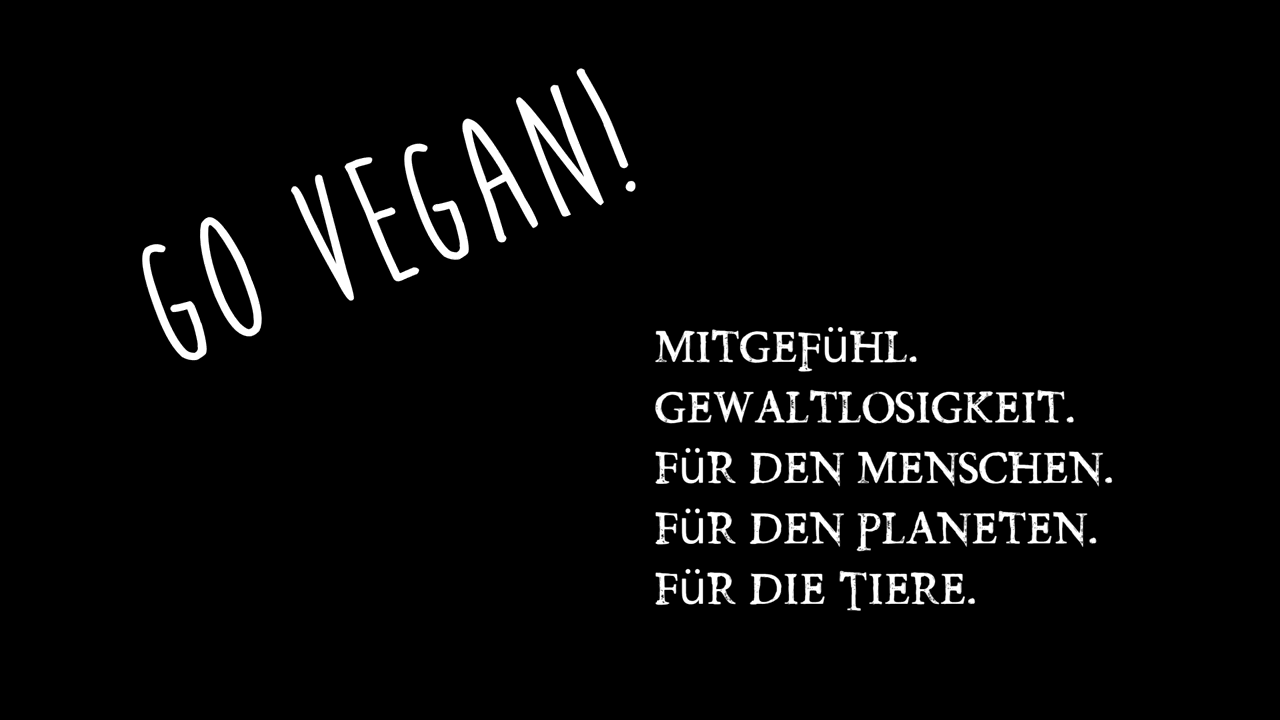 GO VEGAN!
MITGEFÜHL.
GEWALTLOSIGKEIT.
FÜR DEN MENSCHEN.
FÜR DEN PLANETEN.
FÜR DIE TIERE.